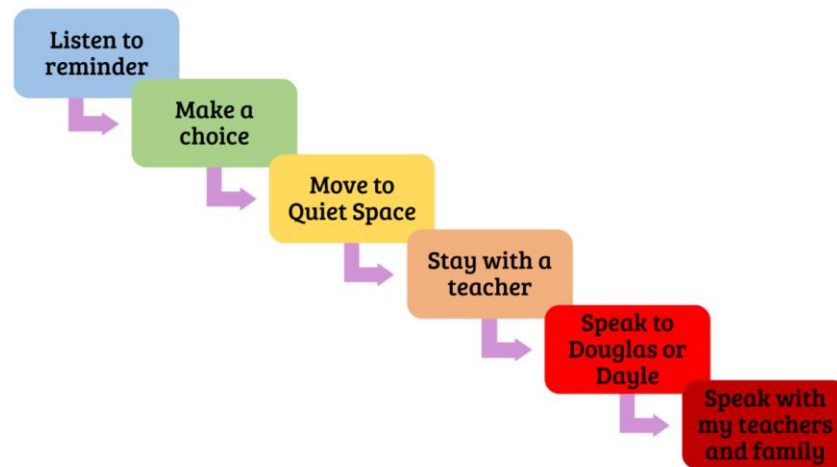 Listen to
reminder
Make a
choice
Move to
Quiet Space
Stay with a
teacher
Speak to
Douglas or
Dayle
Speak with
my teachers
and family